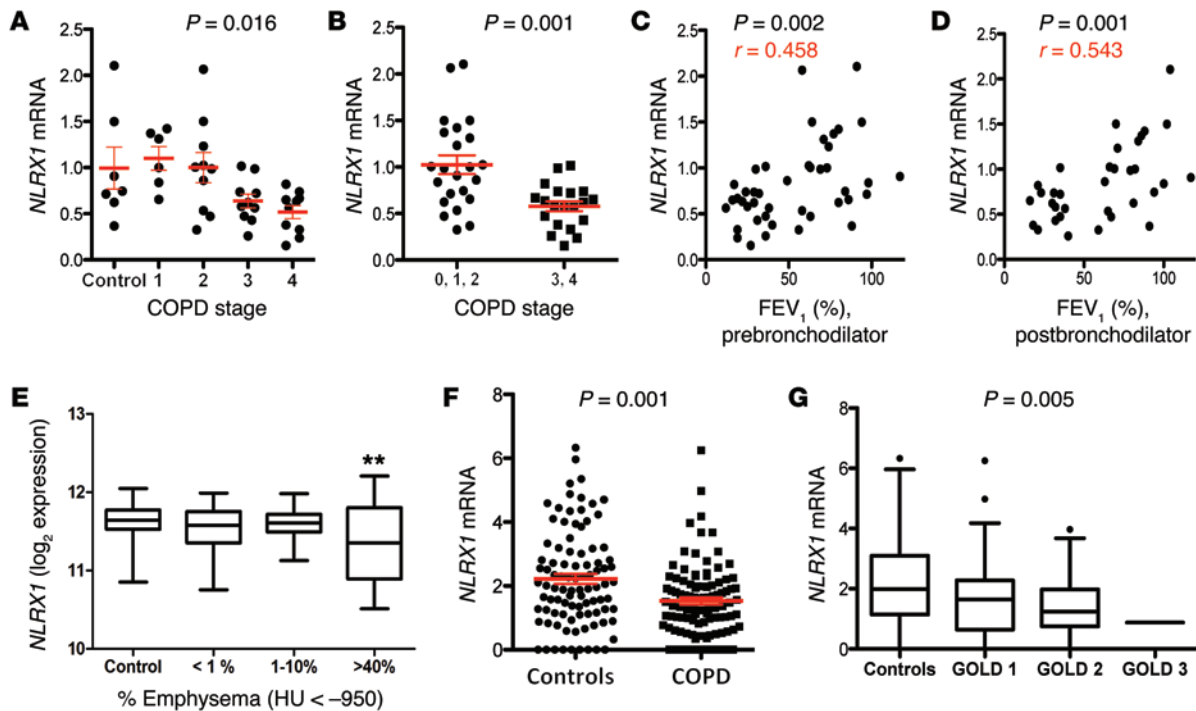 A
P = 0.016
NLRX1 mRNA
2.5
2.0
1.5
1.0
0.5
0.0
Control 1 2 3 4
COPD stage
B
P = 0.001
NLRX1 mRNA
2.5
2.0
1.5
1.0
0.5
0.0
0, 1, 2 3, 4
COPD stage
C
P = 0.002
r = 0.458
NLRX1 mRNA
2.5
2.0
1.5
1.0
0.5
0.0
0 50 100
FEV1 (%),
prebronchodilator
D
P = 0.001
r = 0.543
NLRX1 mRNA
2.5
2.0
1.5
1.0
0.5
0.0
0 50 100
FEV1 (%),
postbronchodilator
E
NLRX1 (log2 expression)
13
12
11
10
**
Control < 1 % 1-10% >40%
% Emphysema (HU < –950)
F
P = 0.001
NLRX1 mRNA
8
6
4
2
0
Controls COPD
G
P = 0.005
NLRX1 mRNA
8
6
4
2
0
Controls GOLD 1 GOLD 2 GOLD 3